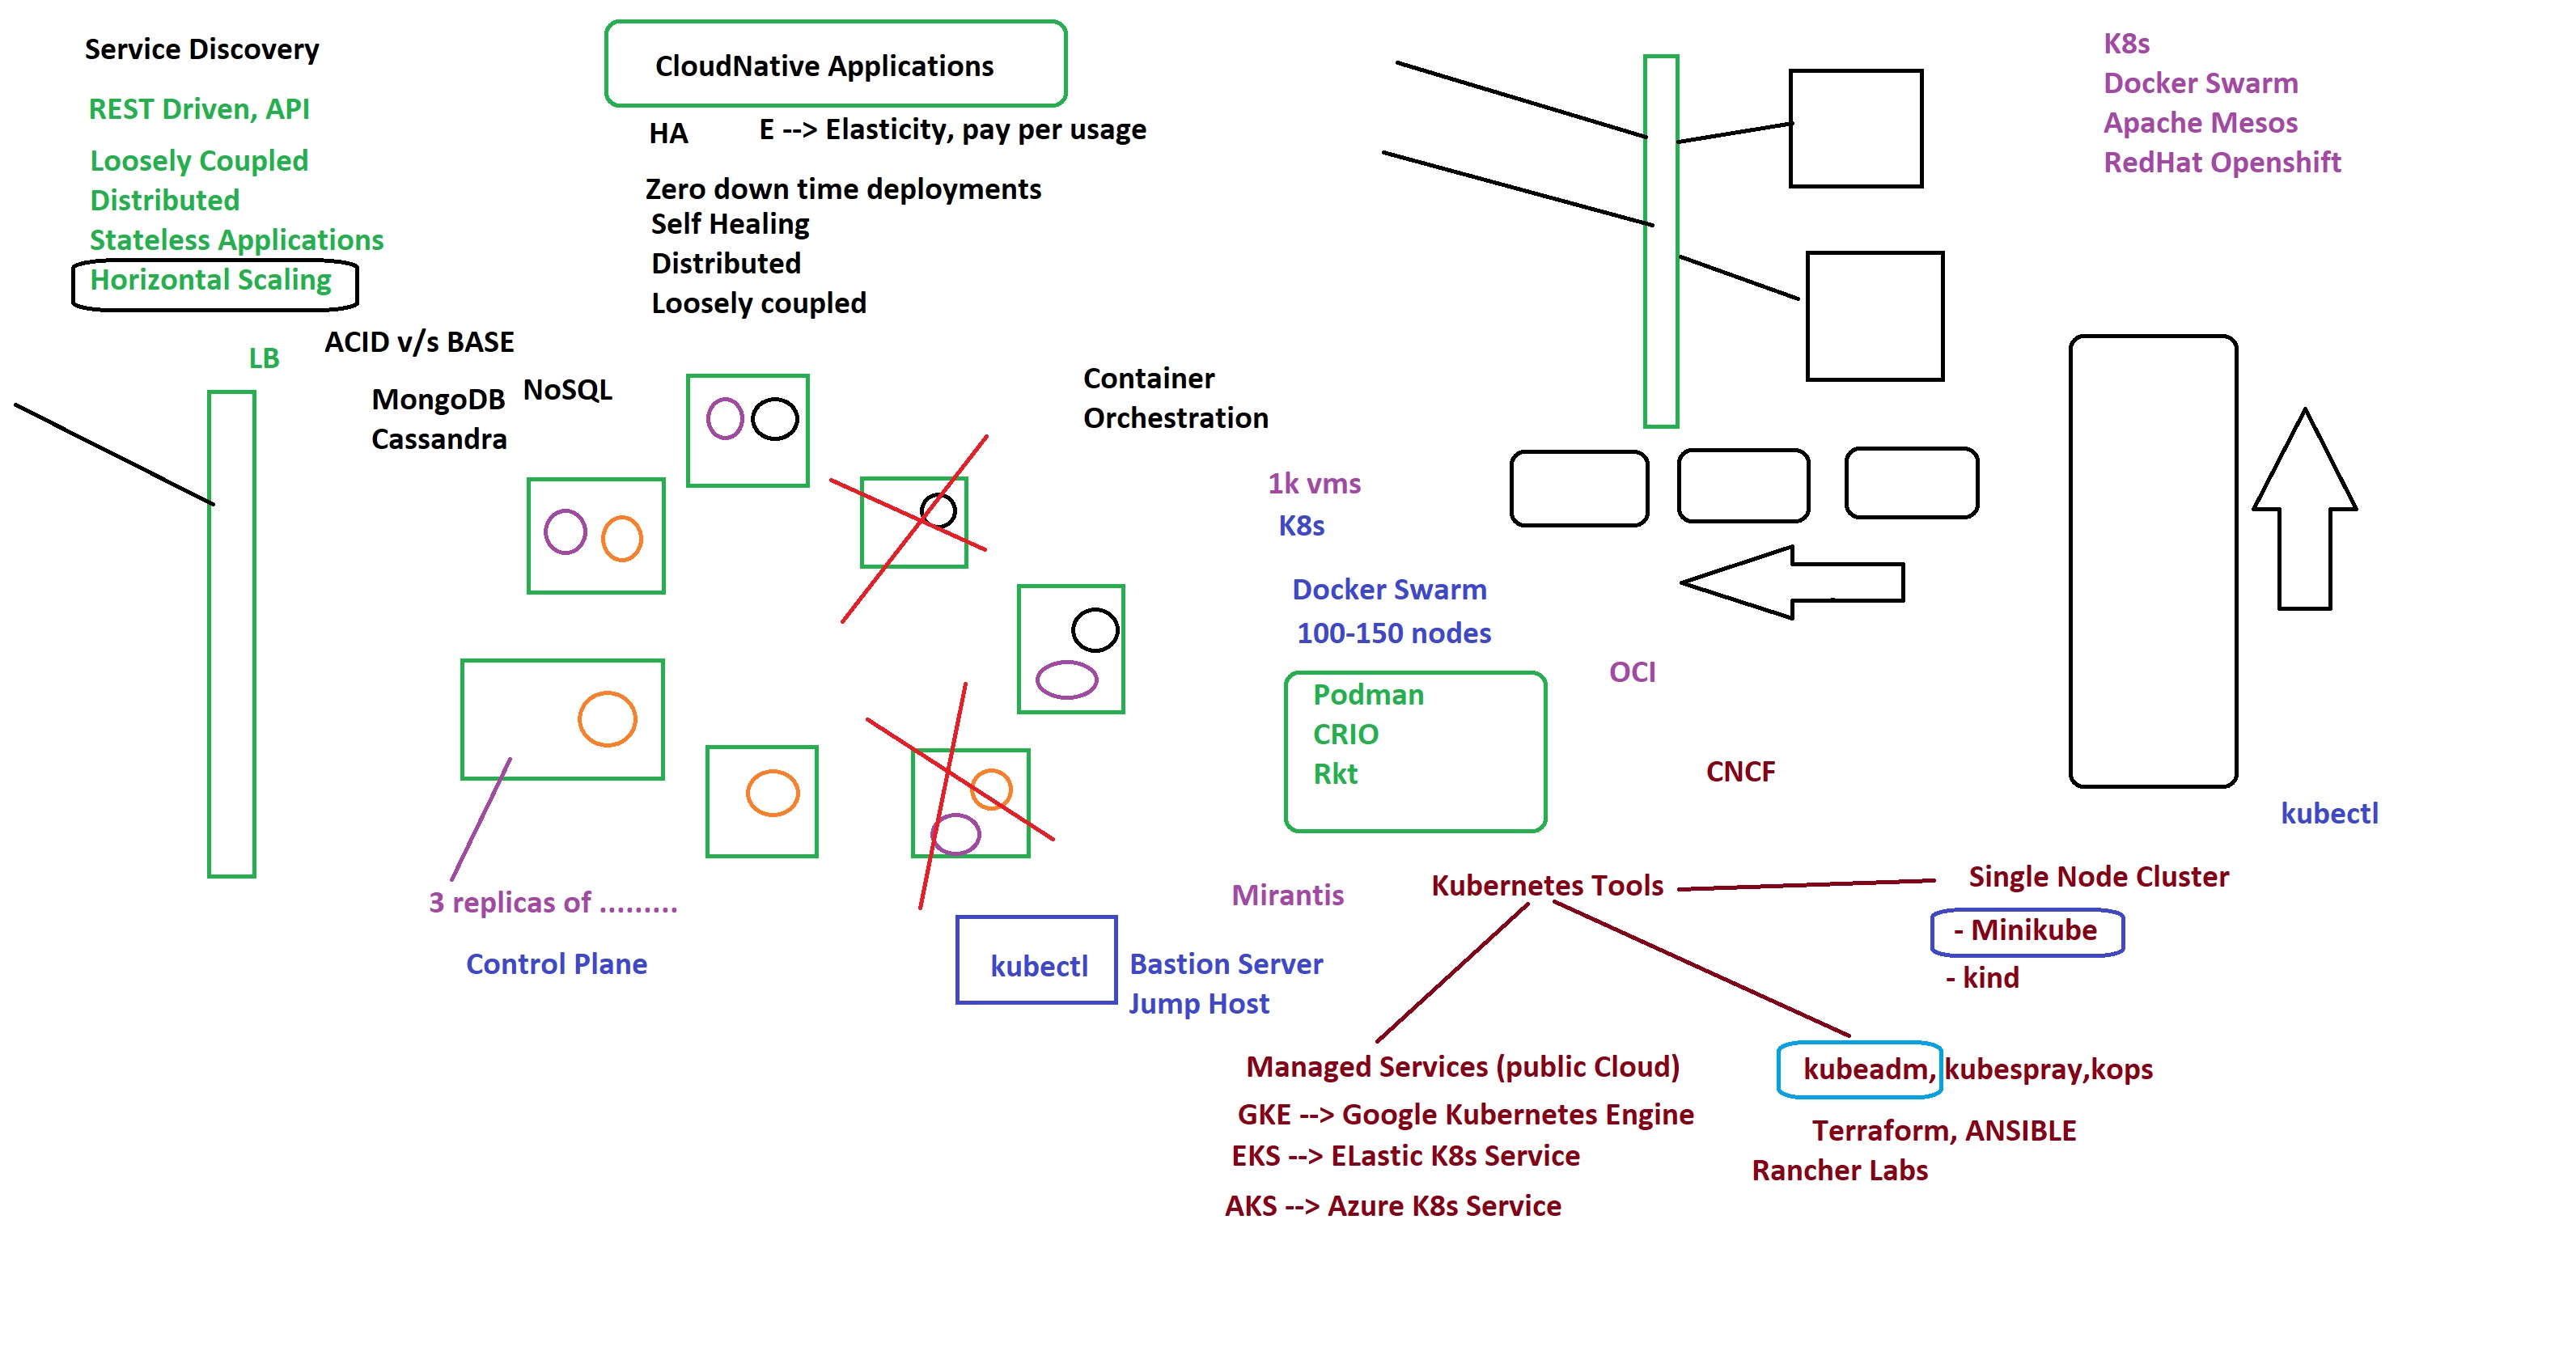 Service Discovery
REST Driven, API
Loosely Coupled
Distributed
Stateless Applications
Horizontal Scaling
LB
ACID v/s BASE
MongoDB
Cassandra
NoSQL
CloudNative Applications
HA
E --> Elasticity, pay per usage
Zero down time deployments
Self Healing
Distributed
Loosely coupled
Container
Orchestration
K8s
Docker Swarm
Apache Mesos
RedHat Openshift
1k vms
K8s
Docker Swarm
100-150 nodes
Podman
CRIO
Rkt
OCI
CNCF
kubectl
3 replicas of .........
Control Plane
kubectl
Bastion Server
Jump Host
Mirantis
Kubernetes Tools
Single Node Cluster
- Minikube
- kind
Managed Services (public Cloud)
GKE --> Google Kubernetes Engine
EKS --> ELastic K8s Service
AKS --> Azure K8s Service
kubeadm, kubespray,kops
Terraform, ANSIBLE
Rancher Labs